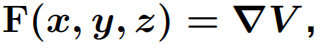 F(x, y, z) = ∇V,